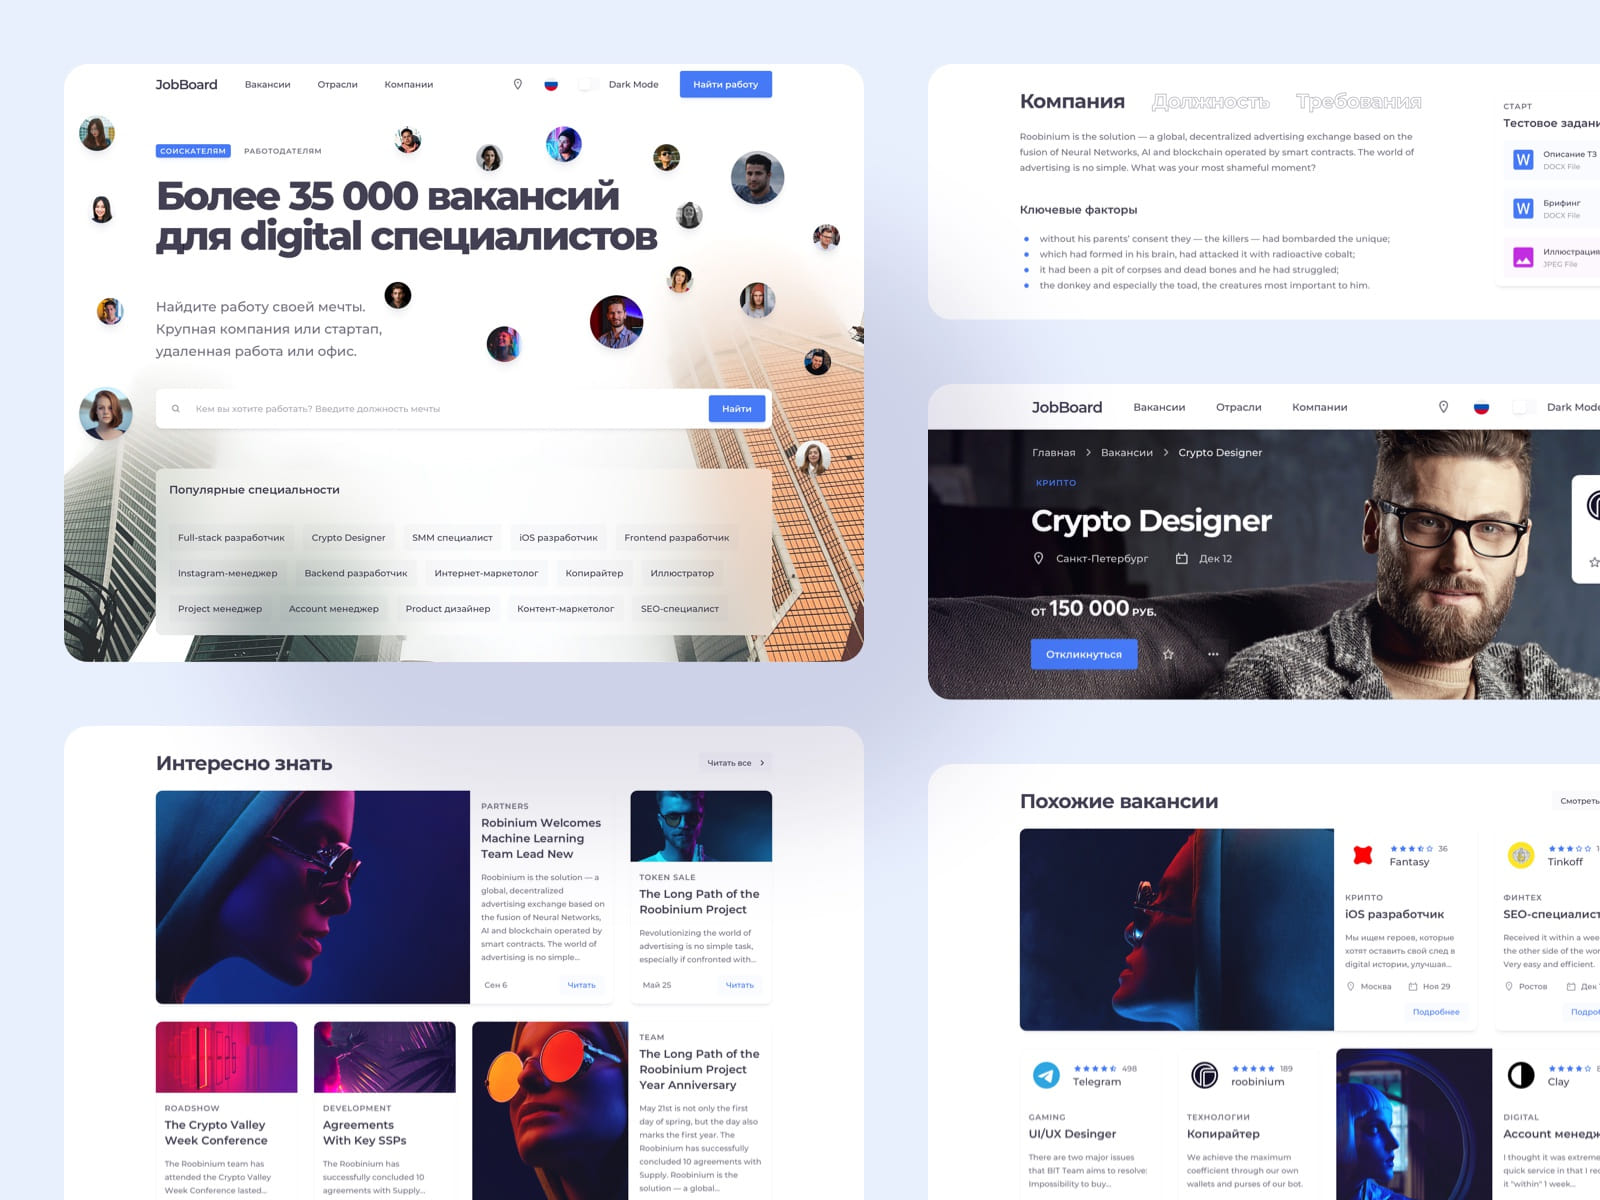 JobBoard
Вакансии
Отрасли
Компании
Dark Mode
Найти работу
СОИСКАТЕЛЯМ
РАБОТОДАТЕЛЯМ
Более 35 000 вакансий
для digital специалистов
Найдите работу своей мечты.
Крупная компания или стартап,
удаленная работа или офис.
Кем вы хотите работать? Введите должность мечты
Найти
Популярные специальности
Full-stack разработчик
Crypto Designer
SMM специалист
iOS разработчик
Frontend разработчик
Instagram-менеджер
Backend разработчик
Интернет-маркетолог
Копирайтер
Иллюстратор
Project менеджер
Account менеджер
Product дизайнер
Контент-маркетолог
SEO-специалист
Компания
Должность
Требования
Roobinium is the solution — a global, decentralized advertising exchange based on the
fusion of Neural Networks, AI and blockchain operated by smart contracts. The world of
advertising is no simple. What was your most shameful moment?
Ключевые факторы
without his parents' consent they — the killers — had bombarded the unique;
which had formed in his brain, had attacked it with radioactive cobalt;
it had been a pit of corpses and dead bones and he had struggled;
the donkey and especially the toad, the creatures most important to him.
СТАРТ
Тестовое задани
W
Описание ТЗ
DOCX File
W
Брифинг
DOCX File
Иллюстрация
JPEG File
JobBoard
Вакансии
Отрасли
Компании
Dark Mode
Главная
Вакансии
Crypto Designer
КРИПТО
Crypto Designer
Санкт-Петербург
Дек 12
ОТ 150 000 РУБ.
Откликнуться
Интересно знать
Читать все
PARTNERS
Robinium Welcomes
Machine Learning
Team Lead New
Roobinium is the solution — a
global, decentralized
advertising exchange based on
the fusion of Neural Networks,
AI and blockchain operated by
smart contracts. The world of
advertising is no simple...
Сен 6
Читать
TOKEN SALE
The Long Path of the
Roobinium Project
Revolutionizing the world of
advertising is no simple task,
especially if confronted with...
Май 25
Читать
ROADSHOW
The Crypto Valley
Week Conference
The Roobinium team has
attended the Crypto Valley
Week Conference lasted...
DEVELOPMENT
Agreements
With Key SSPs
The Roobinium has
successfully concluded 10
agreements with Supply...
TEAM
The Long Path of the
Roobinium Project
Year Anniversary
May 21st is not only the first
day of spring, but the day also
marks the first year. The
Roobinium has successfully
concluded 10 agreements with
Supply. Roobinium is the
solution — a global...
Похожие вакансии
Смотреть
36
Fantasy
КРИПТО
iOS разработчик
Мы ищем героев, которые
хотят оставить свой след в
digital истории, улучшая...
Москва
Ноя 29
Подробнее
Tinkoff
ФИНТЕХ
SEO-специалист
Received it within a wee
the other side of the wor
Very easy and efficient.
Ростов
Дек
Подроб
498
Telegram
GAMING
UI/UX Desinger
There are two major issues
that BIT Team aims to resolve:
Impossibility to buy...
189
roobinium
ТЕХНОЛОГИИ
Копирайтер
We achieve the maximum
coefficient through our own
wallets and purses of our bot.
Clay
DIGITAL
Account менедж
I thought it was extreme
quick service in that I rec
it "within" 1 week...